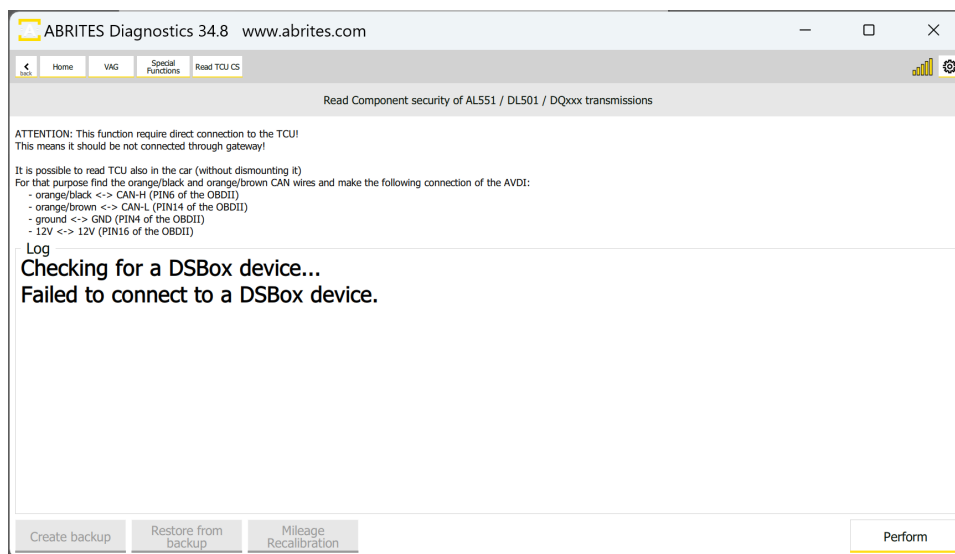 ABRITES Diagnostics 34.8 www.abrites.com
back
Home
VAG
Special
Functions
Read TCU CS
Read Component security of AL551 / DL501 / DQxxx transmissions
ATTENTION: This function require direct connection to the TCU!
This means it should be not connected through gateway!
It is possible to read TCU also in the car (without dismounting it)
For that purpose find the orange/black and orange/brown CAN wires and make the following connection of the AVDI:
- orange/black <-> CAN-H (PIN6 of the OBDII)
- orange/brown <-> CAN-L (PIN14 of the OBDII)
- ground <-> GND (PIN4 of the OBDII)
- 12V <-> 12V (PIN16 of the OBDII)
Log
Checking for a DSBox device...
Failed to connect to a DSBox device.
Create backup
Restore from
backup
Mileage
Recalibration
Perform